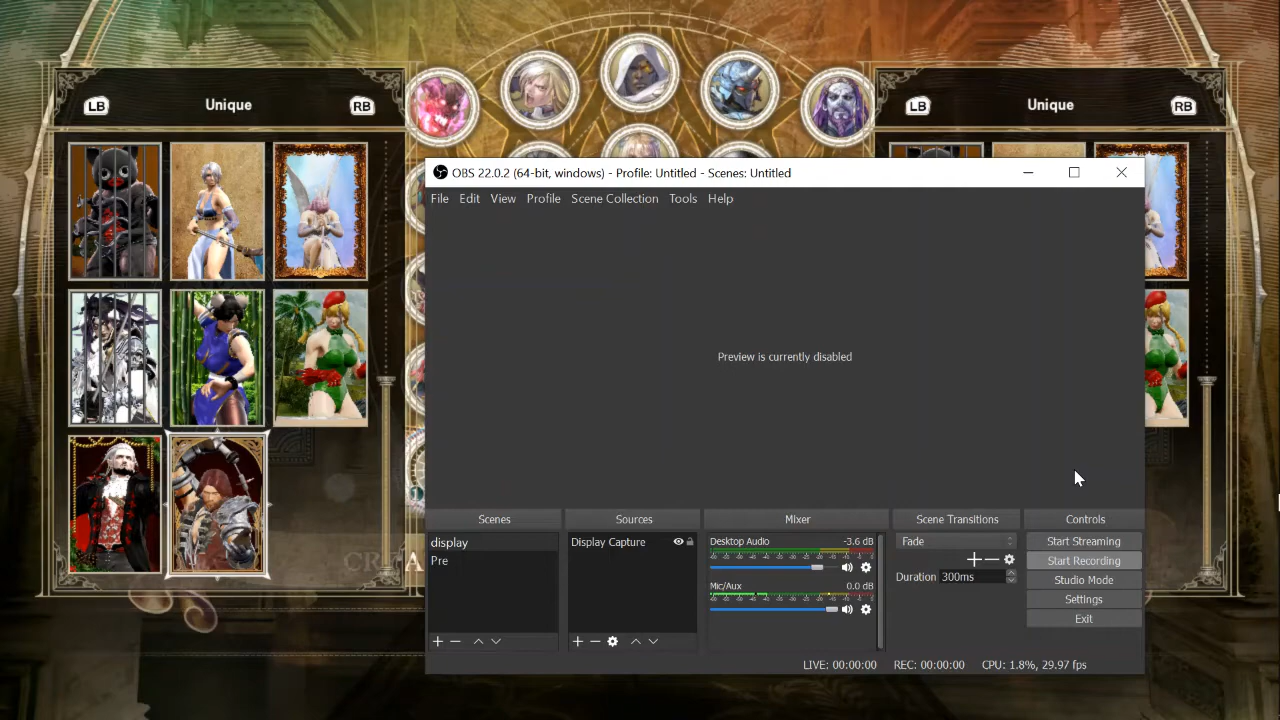 LB Unique RB
LB Unique RB
OBS 22.0.2 (64-bit, windows) - Profile: Untitled - Scenes: Untitled
File Edit View Profile Scene Collection Tools Help
Preview is currently disabled
Scenes Sources Mixer Scene Transitions Controls
display
Pre
Display Capture
Desktop Audio -3.6 dB
Mic/Aux 0.0 dB
Fade
Duration 300ms
Start Streaming
Start Recording
Studio Mode
Settings
Exit
LIVE: 00:00:00 REC: 00:00:00 CPU: 1.8%, 29.97 fps